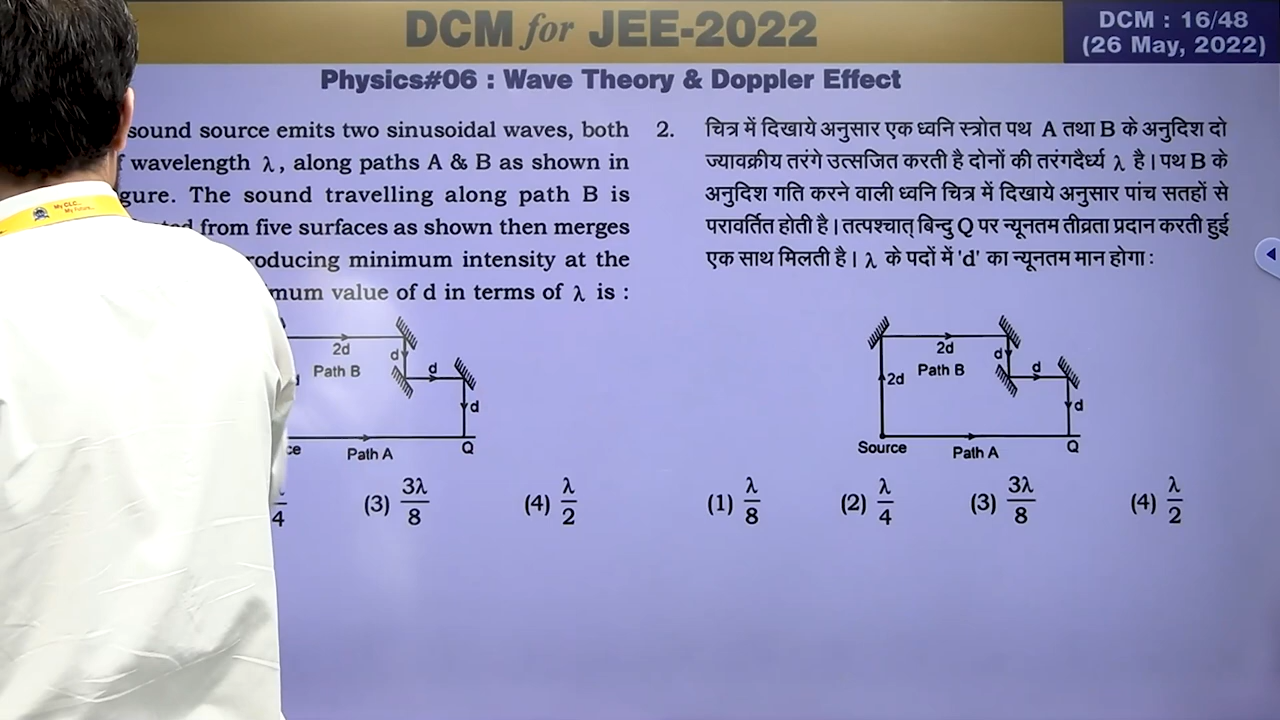 DCM for JEE-2022
DCM : 16/48
(26 May, 2022)
Physics#06 : Wave Theory & Doppler Effect
sound source emits two sinusoidal waves, both
wavelength λ, along paths A & B as shown in
The sound travelling along path B is
from five surfaces as shown then merges
minimum intensity at the
value of d in terms of λ is :
2d
d
Path B
d
d
Path A
Q
4
(3) 3λ/8
(4) λ/2
2. चित्र में दिखाये अनुसार एक ध्वनि स्त्रोत पथ A तथा B के अनुदिश दो
ज्यावक्रीय तरंगे उत्सजित करती है दोनों की तरंगदैर्ध्य λ है। पथ B के
अनुदिश गति करने वाली ध्वनि चित्र में दिखाये अनुसार पांच सतहों से
परावर्तित होती है। तत्पश्चात् बिन्दु Q पर न्यूनतम तीव्रता प्रदान करती हुई
एक साथ मिलती है। λ के पदों में 'd' का न्यूनतम मान होगा :
2d
d
2d
Path B
d
d
Source
Path A
Q
(1) λ/8
(2) λ/4
(3) 3λ/8
(4) λ/2
My CLC...
My Future...